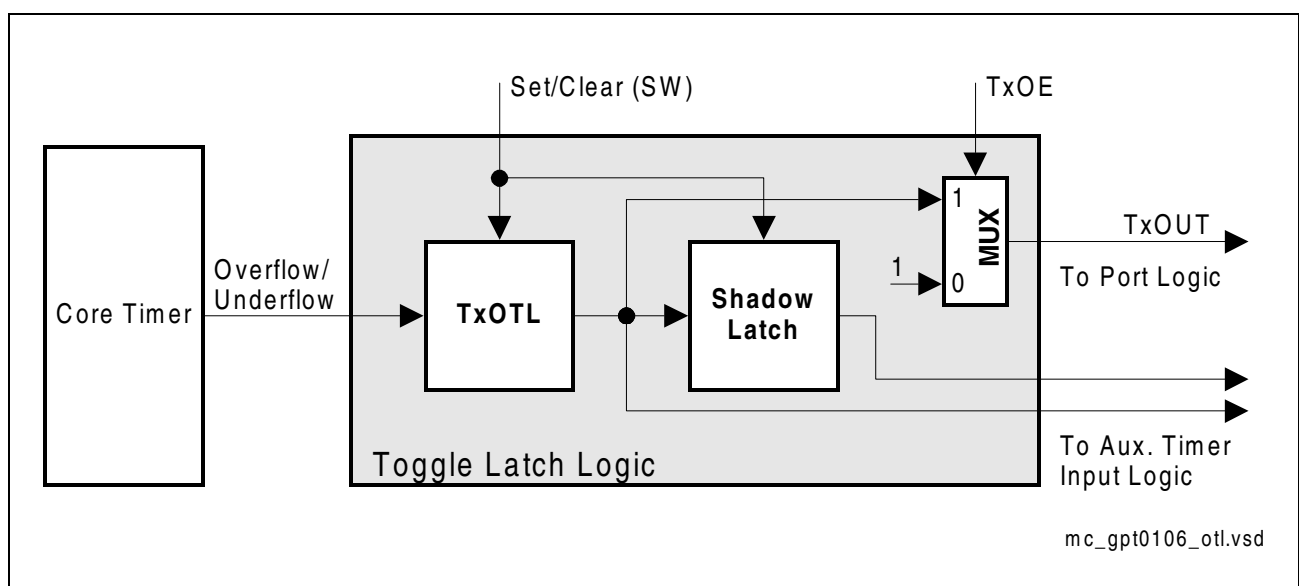 Set/Clear (SW)
TxOE
Core Timer
Overflow/
Underflow
TxOTL
Shadow
Latch
1
1
0
MUX
TxOUT
To Port Logic
To Aux. Timer
Input Logic
Toggle Latch Logic
mc_gpt0106_otl.vsd